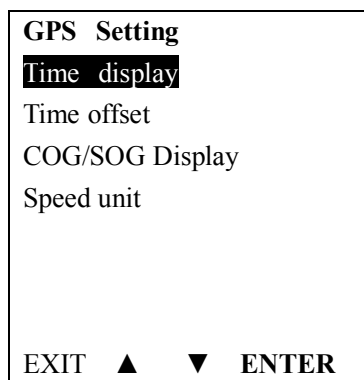 GPS Setting
Time display
Time offset
COG/SOG Display
Speed unit
EXIT ▲ ▼ ENTER